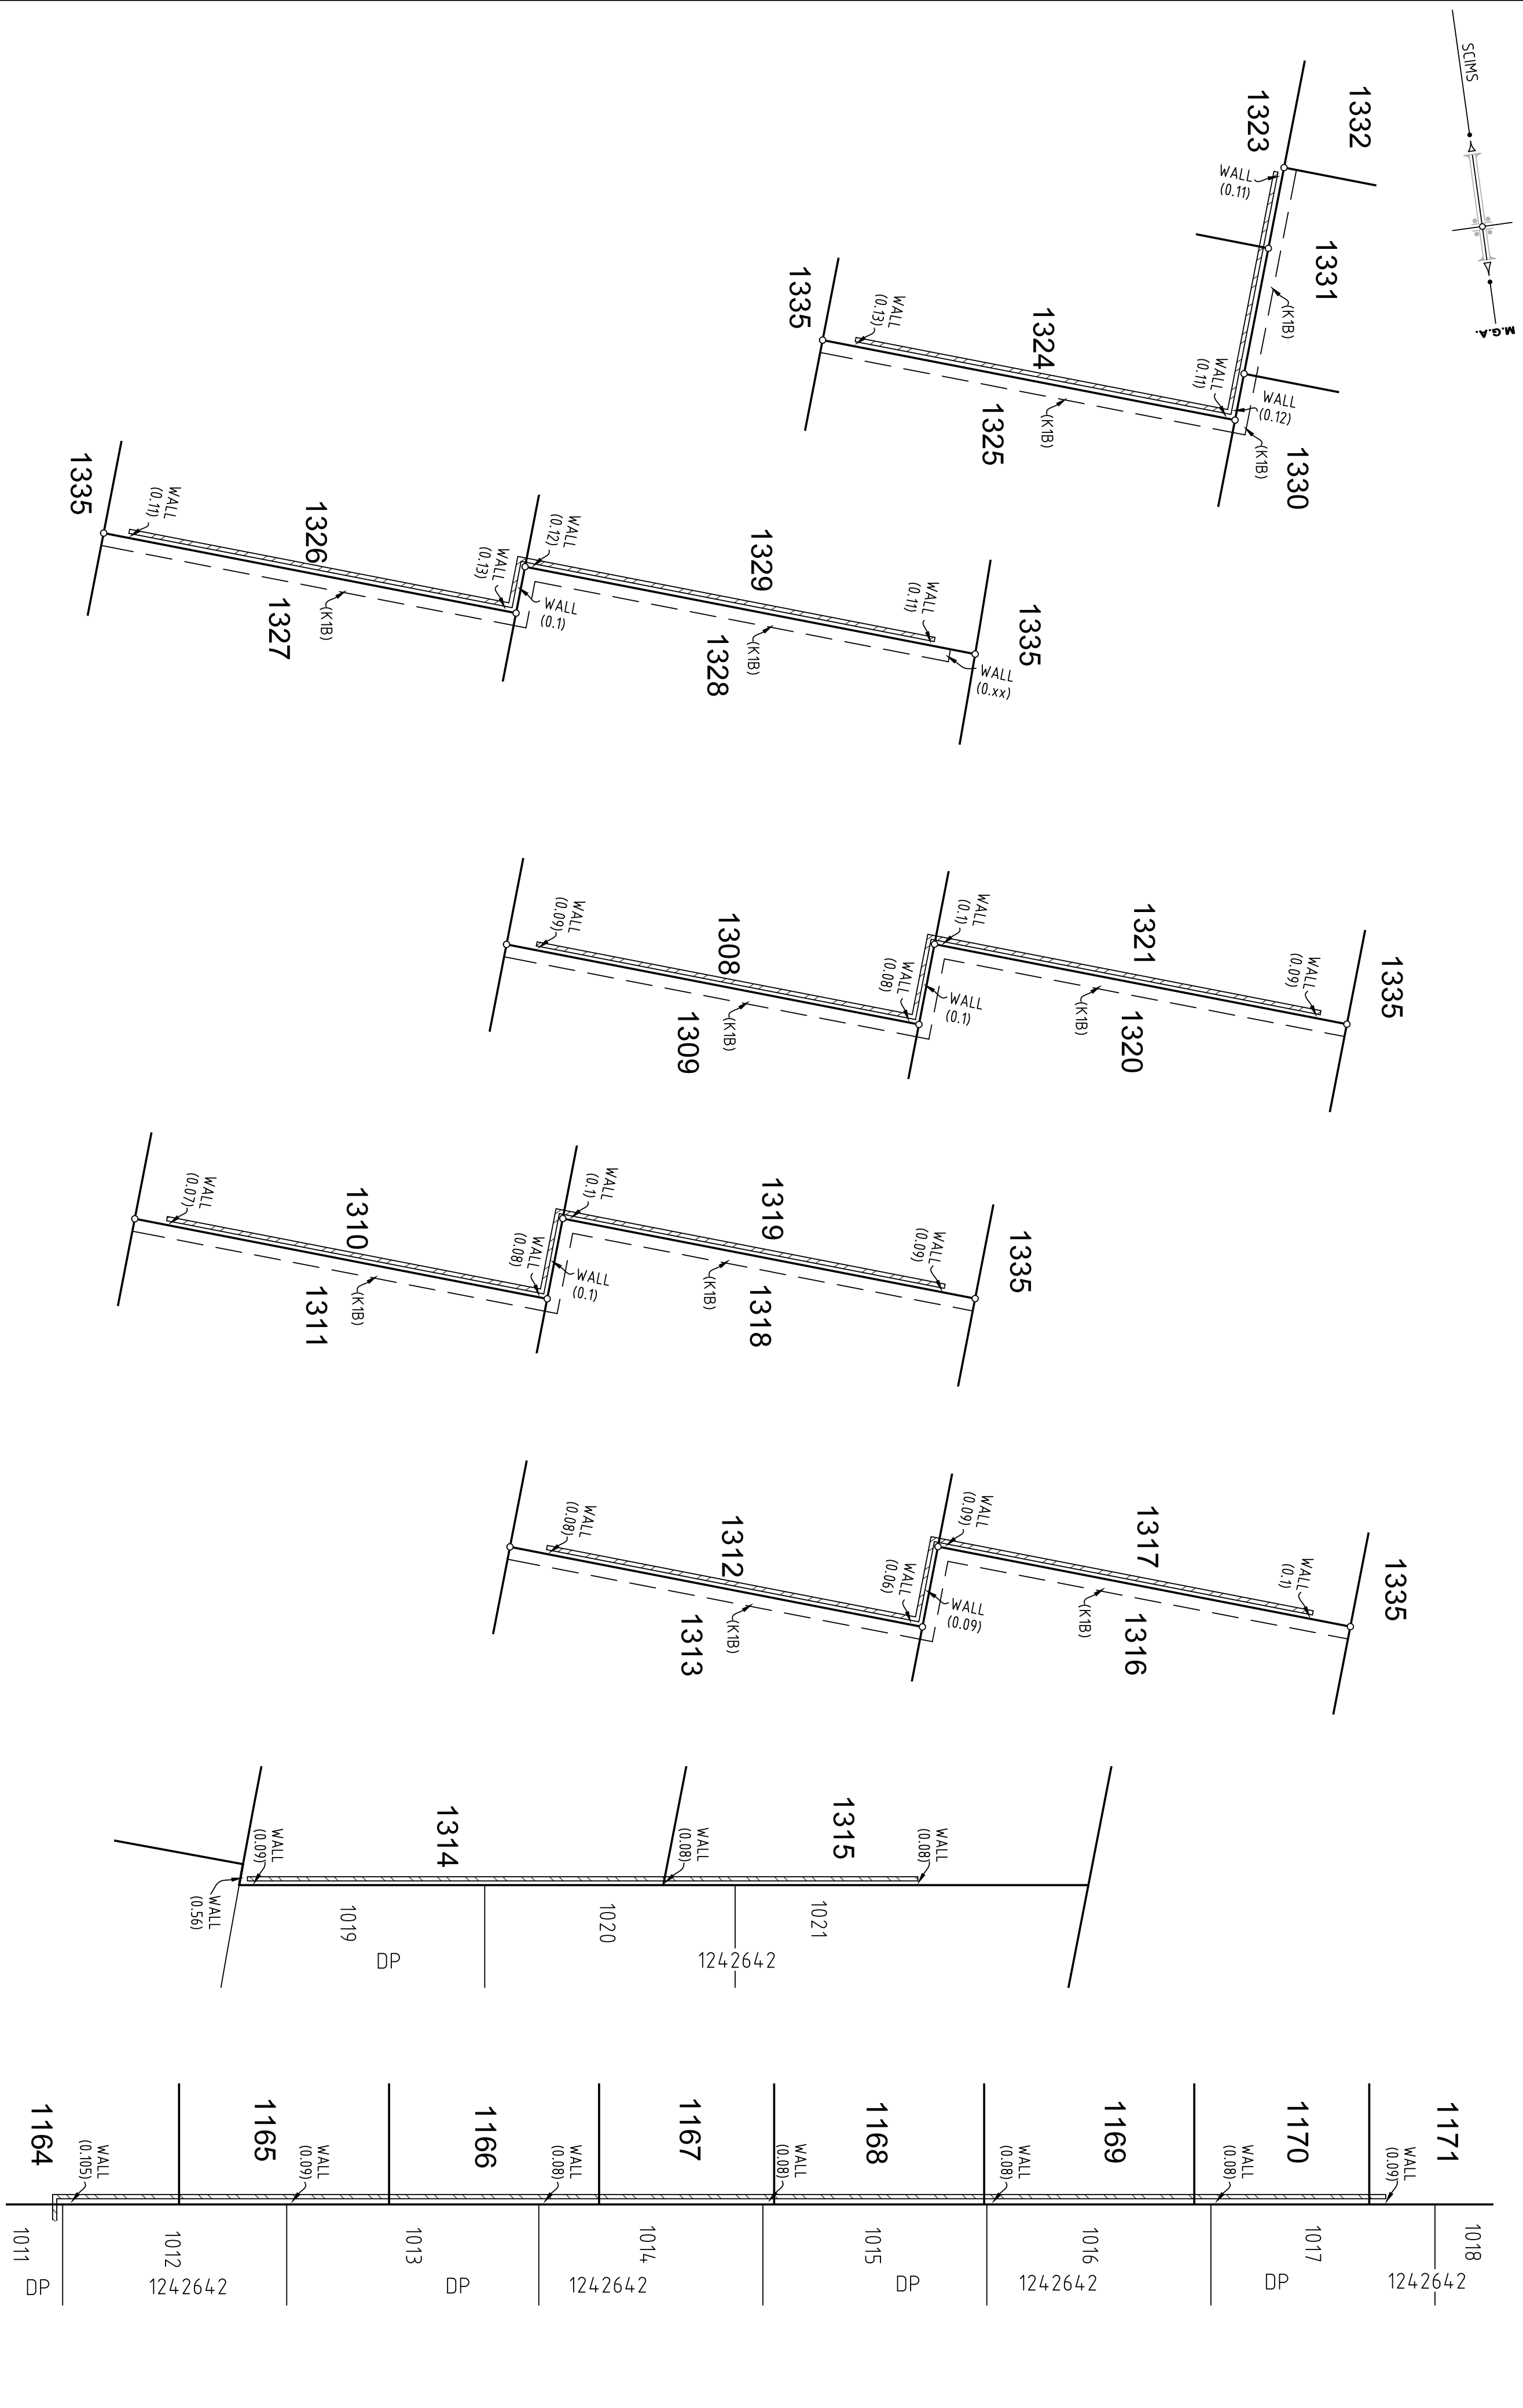 SCIMS
M.G.A.
1332
1323
WALL
(0.11)
1331
(K1B)
1335
WALL
(0.13)
1324
WALL
(0.11)
WALL
(0.12)
1325
(K1B)
(K1B)
1330
1335
WALL
(0.11)
1326
WALL
(0.13)
WALL
(0.12)
1329
WALL
(0.11)
1335
WALL
(0.1)
1327
(K1B)
1328
(K1B)
WALL
(0.xx)
WALL
(0.09)
1308
WALL
(0.08)
WALL
(0.1)
1321
WALL
(0.09)
1335
WALL
(0.1)
1309
(K1B)
(K1B)
1320
WALL
(0.07)
1310
WALL
(0.08)
WALL
(0.1)
1319
WALL
(0.09)
1335
WALL
(0.1)
1311
(K1B)
(K1B)
1318
WALL
(0.08)
1312
WALL
(0.06)
WALL
(0.09)
1317
WALL
(0.1)
1335
WALL
(0.09)
1313
(K1B)
(K1B)
1316
1314
1315
WALL
(0.09)
WALL
(0.08)
WALL
(0.08)
WALL
(0.56)
1019
1020
1021
DP
1242642
1164
1165
1166
1167
1168
1169
1170
1171
WALL
(0.105)
WALL
(0.09)
WALL
(0.08)
WALL
(0.08)
WALL
(0.08)
WALL
(0.08)
WALL
(0.09)
1011
1012
1013
1014
1015
1016
1017
1018
DP
1242642
DP
1242642
DP
1242642
DP
1242642